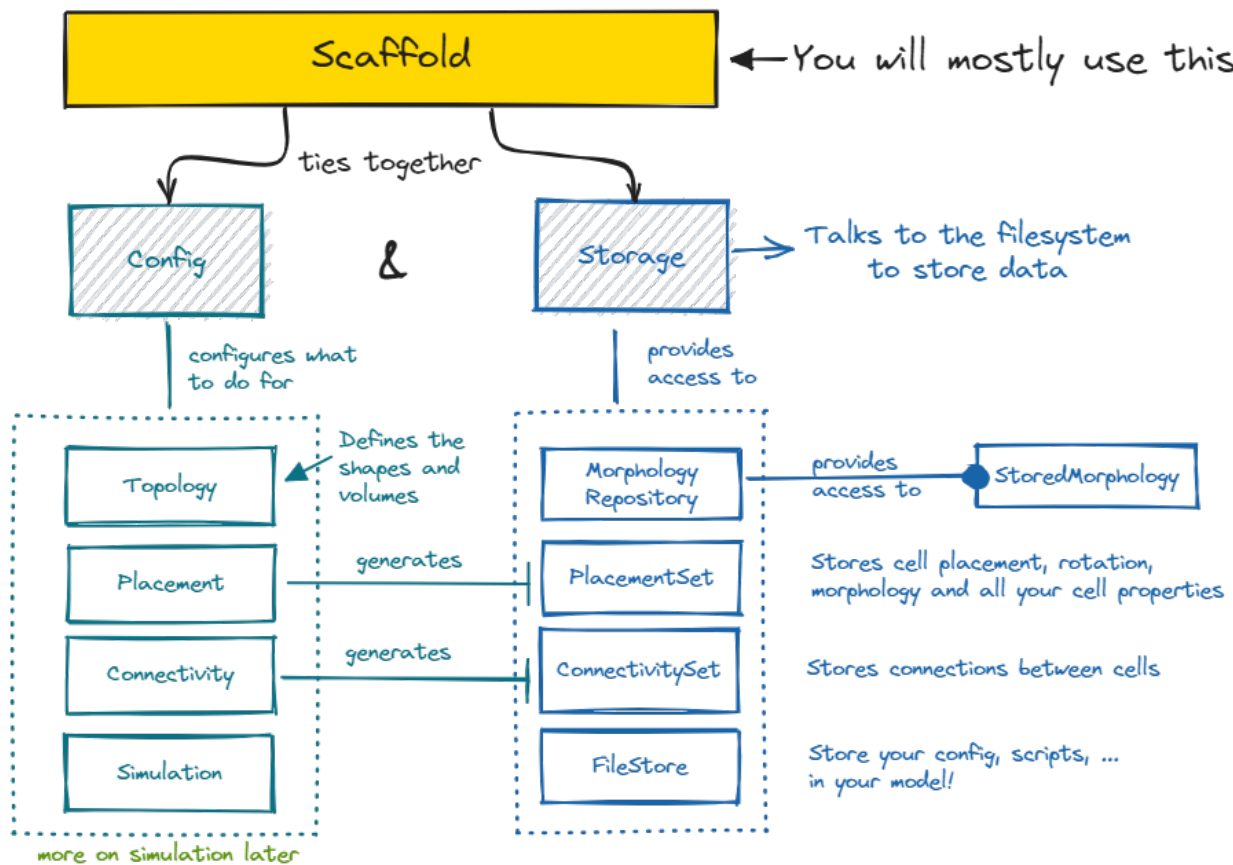 Scaffold
You will mostly use this
ties together
Config
&
Storage
Talks to the filesystem
to store data
configures what
to do for
provides
access to
Topology
Defines the
shapes and
volumes
Morphology
Repository
provides
access to
StoredMorphology
Placement
generates
PlacementSet
Stores cell placement, rotation,
morphology and all your cell properties
Connectivity
generates
ConnectivitySet
Stores connections between cells
Simulation
FileStore
Store your config, scripts, ...
in your model!
more on simulation later